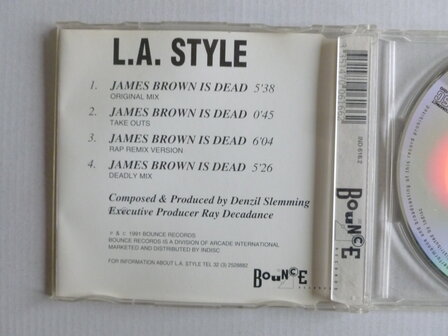 L.A. STYLE
1. JAMES BROWN IS DEAD 5'38
ORIGINAL MIX
2. JAMES BROWN IS DEAD 0'45
TAKE OUTS
3. JAMES BROWN IS DEAD 6'04
RAP REMIX VERSION
4. JAMES BROWN IS DEAD 5'26
DEADLY MIX
Composed & Produced by Denzil Slemming
Executive Producer Ray Decadance
℗ & © 1991 BOUNCE RECORDS
BOUNCE RECORDS IS A DIVISION OF ARCADE INTERNATIONAL
MARKETED AND DISTRIBUTED BY INDISC
FOR INFORMATION ABOUT L.A. STYLE TEL 32 (3) 2528882
BOUNCE
BOUNCE